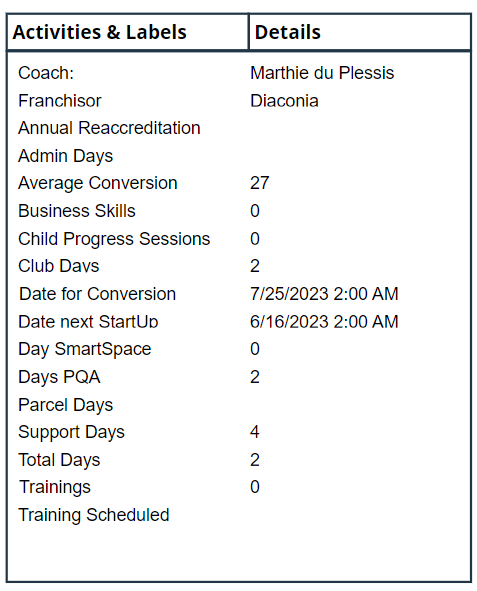 Activities & Labels Details
Coach: Marthie du Plessis
Franchisor Diaconia
Annual Reaccreditation
Admin Days
Average Conversion 27
Business Skills 0
Child Progress Sessions 0
Club Days 2
Date for Conversion 7/25/2023 2:00 AM
Date next StartUp 6/16/2023 2:00 AM
Day SmartSpace 0
Days PQA 2
Parcel Days
Support Days 4
Total Days 2
Trainings 0
Training Scheduled